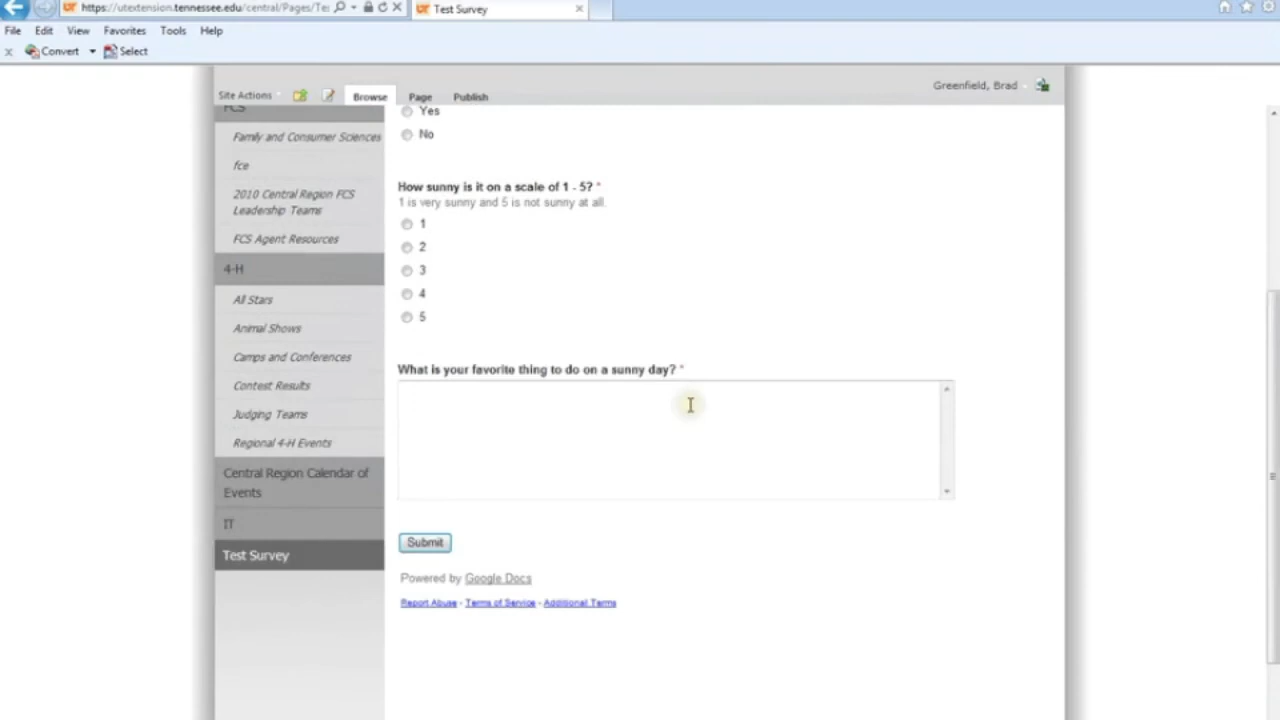 https://utextension.tennessee.edu/central/Pages/Te:
Test Survey
File Edit View Favorites Tools Help
x Convert Select
Site Actions Browse Page Publish
Greenfield, Brad
FCS
Family and Consumer Sciences
fce
2010 Central Region FCS
Leadership Teams
FCS Agent Resources
4-H
All Stars
Animal Shows
Camps and Conferences
Contest Results
Judging Teams
Regional 4-H Events
Central Region Calendar of
Events
IT
Test Survey
Yes
No
How sunny is it on a scale of 1 - 5? *
1 is very sunny and 5 is not sunny at all.
1
2
3
4
5
What is your favorite thing to do on a sunny day? *
Submit
Powered by Google Docs
Report Abuse - Terms of Service - Additional Terms